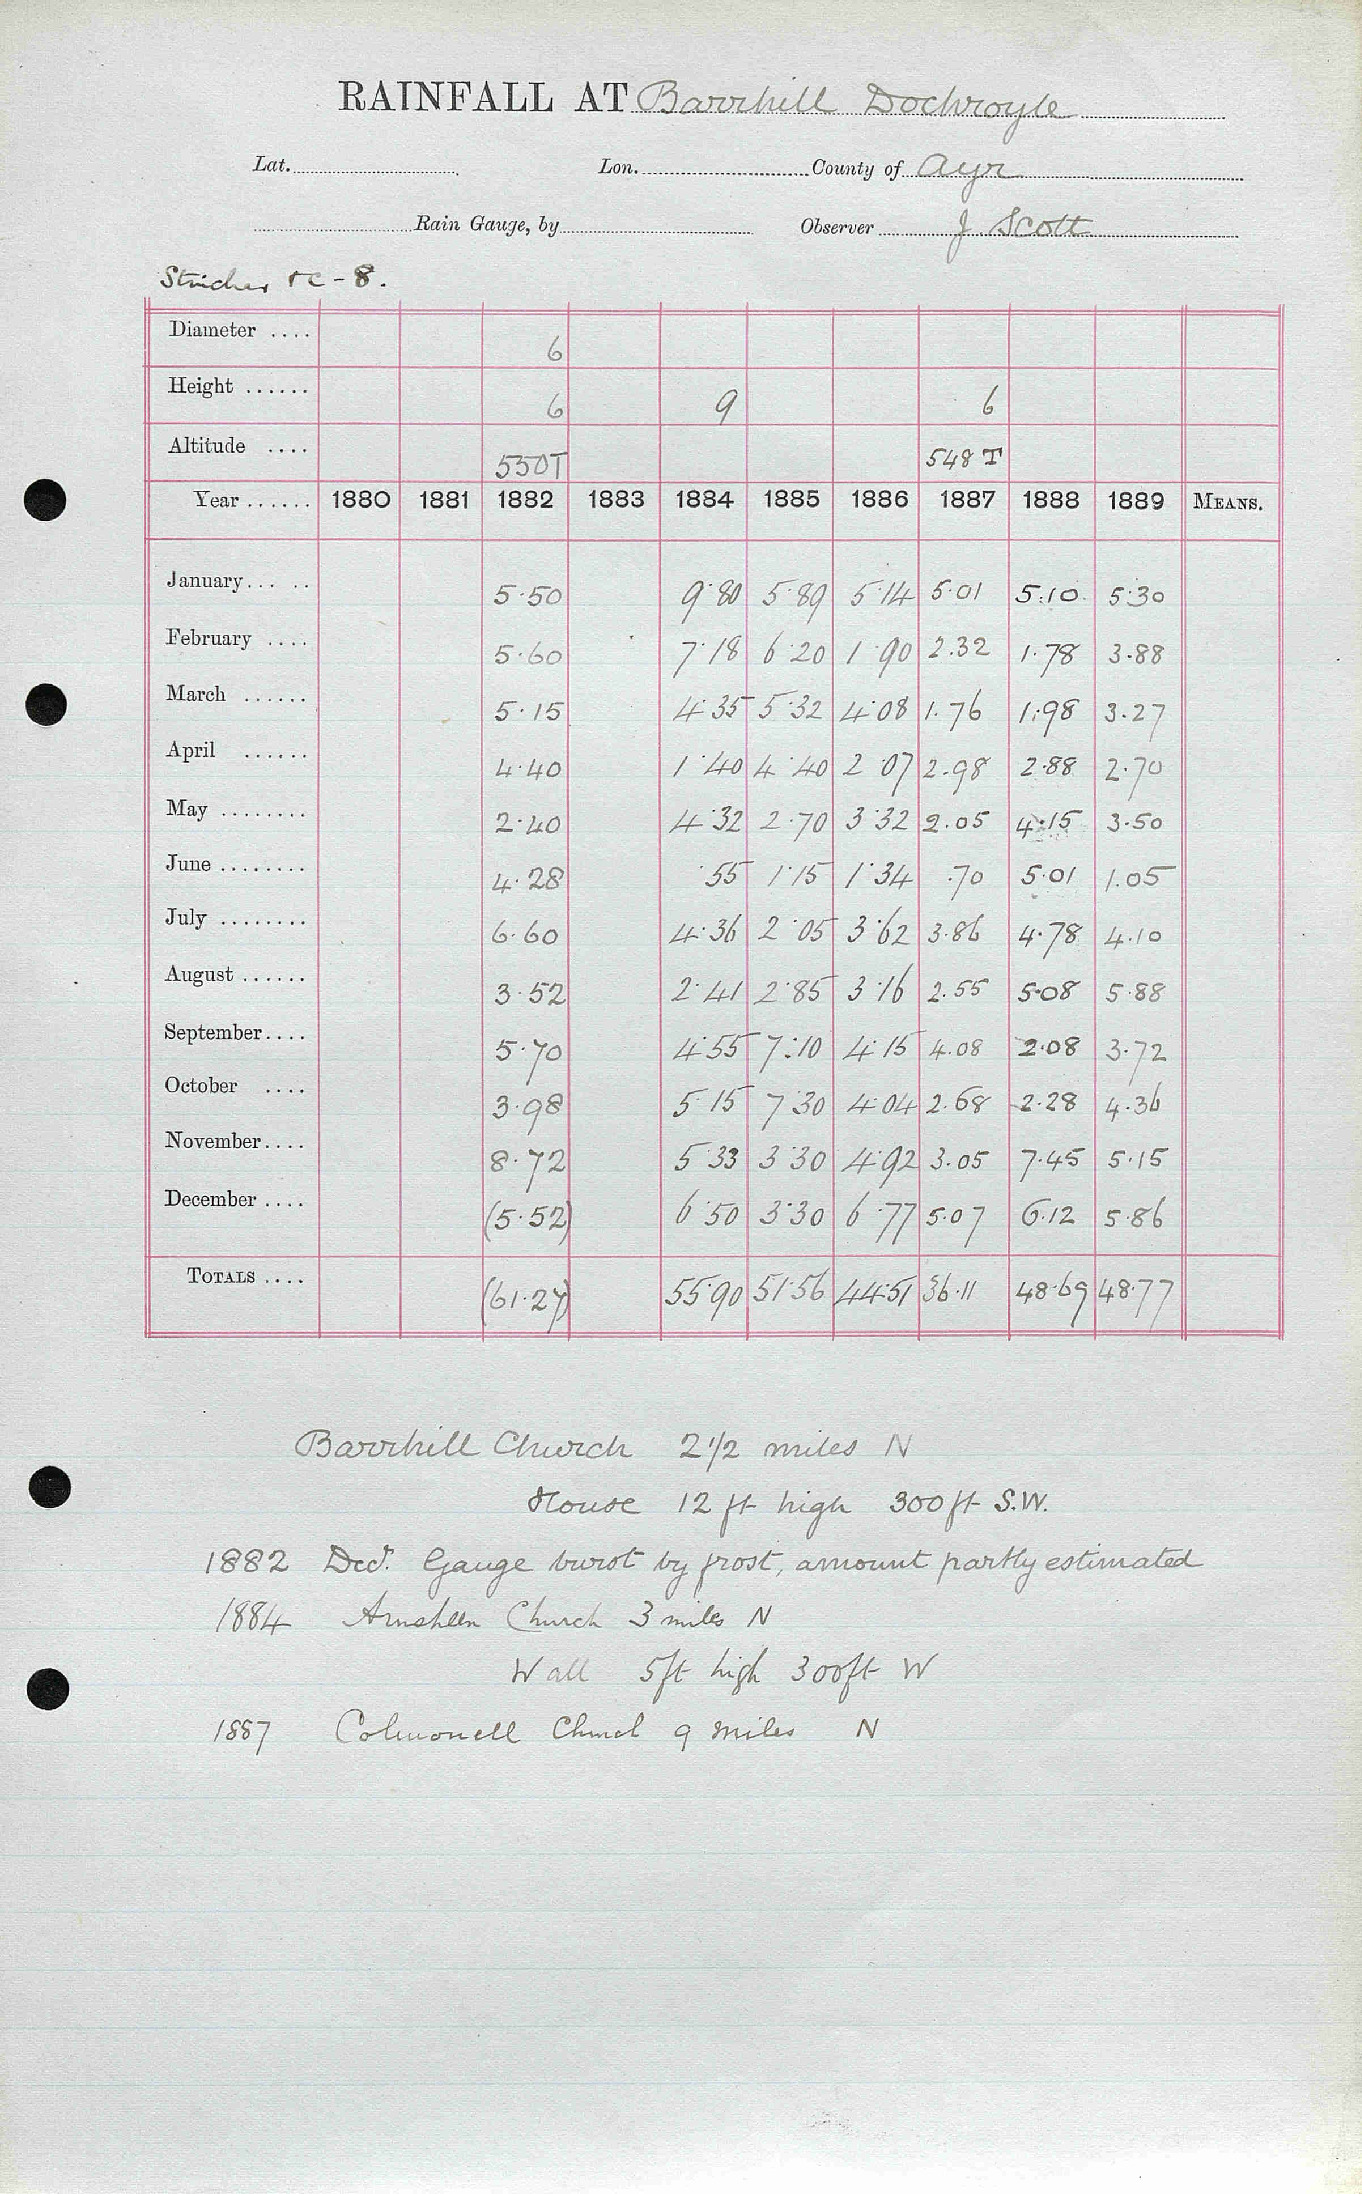 RAINFALL AT Barrhill Dochroyle
Lat. Lon. County of Ayr
Rain Gauge, by Observer J Scott
- 8.
Diameter .... 6
Height ...... 6 9 6
Altitude .... 550T 548 T
Year ...... 1880 1881 1882 1883 1884 1885 1886 1887 1888 1889 MEANS.
January... .. 5.50 9.80 5.89 5.14 5.01 5.10 5.30
February .... 5.60 7.18 6.20 1.90 2.32 1.78 3.88
March ...... 5.15 4.35 5.32 4.08 1.76 1.98 3.27
April ...... 4.40 1.40 4.40 2.07 2.98 2.88 2.70
May ........ 2.40 4.32 2.70 3.32 2.05 4.15 3.50
June ........ 4.28 .55 1.15 1.34 .70 5.01 1.05
July ........ 6.60 4.36 2.05 3.62 3.86 4.78 4.10
August ...... 3.52 2.41 2.85 3.16 2.55 5.08 5.88
September.... 5.70 4.55 7.10 4.15 4.08 2.08 3.72
October .... 3.98 5.15 7.30 4.04 2.68 2.28 4.36
November.... 8.72 5.33 3.30 4.92 3.05 7.45 5.15
December .... (5.52) 6.50 3.30 6.77 5.07 6.12 5.86
TOTALS .... (61.27) 55.90 51.56 44.51 36.11 48.69 48.77
Barrhill Church 2 1/2 miles N
House 12 ft high 300 ft S.W.
1882 Decr. Gauge burst by frost, amount partly estimated
1884 Arnsheen Church 3 miles N
Wall 5ft high 300ft W
1887 Colmonell Church 9 miles N